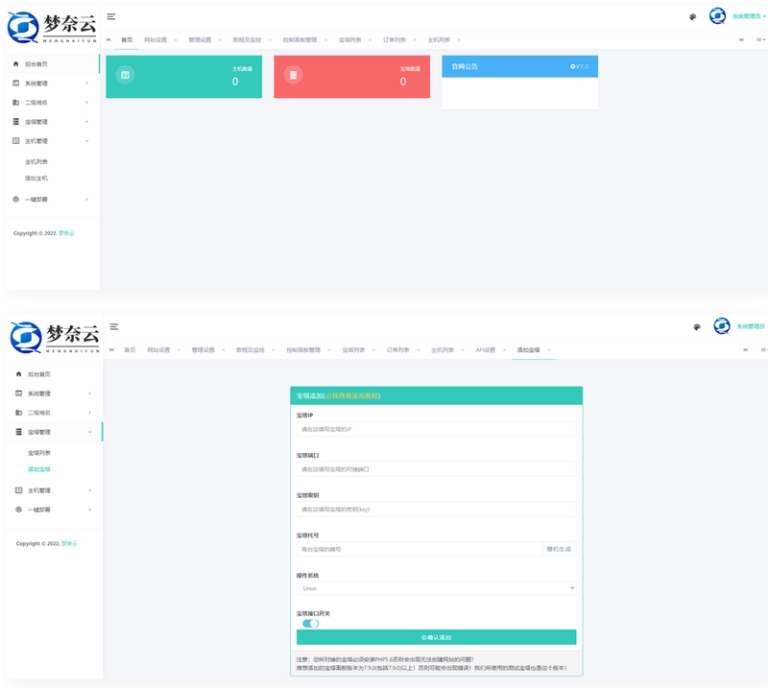 梦奈云
MENGNAIYUN
系统管理员
首页 网站设置 管理设置 教程及监控 控制面板管理 宝塔列表 订单列表 主机列表
后台首页
系统管理
二级域名
宝塔管理
主机管理
主机列表
添加主机
一键部署
Copyright © 2022. 梦奈云
主机数量
0
宝塔数量
0
官网公告
V1.0
梦奈云
MENGNAIYUN
系统管理员
首页 网站设置 管理设置 教程及监控 控制面板管理 宝塔列表 订单列表 主机列表 API设置 添加宝塔
后台首页
系统管理
二级域名
宝塔管理
宝塔列表
添加宝塔
主机管理
一键部署
Copyright © 2022. 梦奈云
宝塔添加(点我查看添加教程)
宝塔IP
请在这填写宝塔的IP
宝塔端口
请在这填写宝塔的对接端口
宝塔密钥
请在这填写宝塔的密钥(key)
宝塔代号
每台宝塔的编号
随机生成
操作系统
Linux
宝塔接口开关
确认添加
注意：您所对接的宝塔必须安装PHP5.6否则会出现无法创建网站的问题!
推荐添加的宝塔面板版本为7.9.0(包括7.9.0)以上！否则可能会出现错误！我们所使用的测试宝塔也是这个版本！